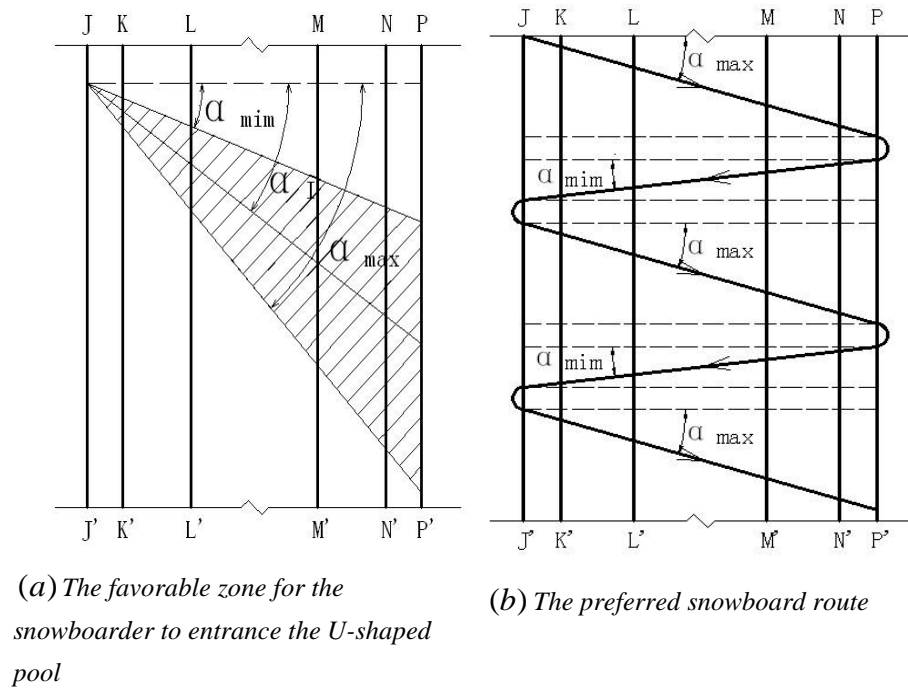 J K L M N P
α mim
α I
α max
J' K' L' M' N' P'
(a) The favorable zone for the
snowboarder to entrance the U-shaped
pool
J K L M N P
α max
α mim
α max
α mim
α max
J' K' L' M' N' P'
(b) The preferred snowboard route